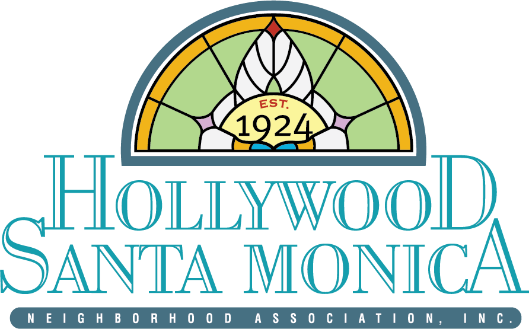 EST.
1924
HOLLYWOOD
SANTA MONICA
NEIGHBORHOOD ASSOCIATION, INC.